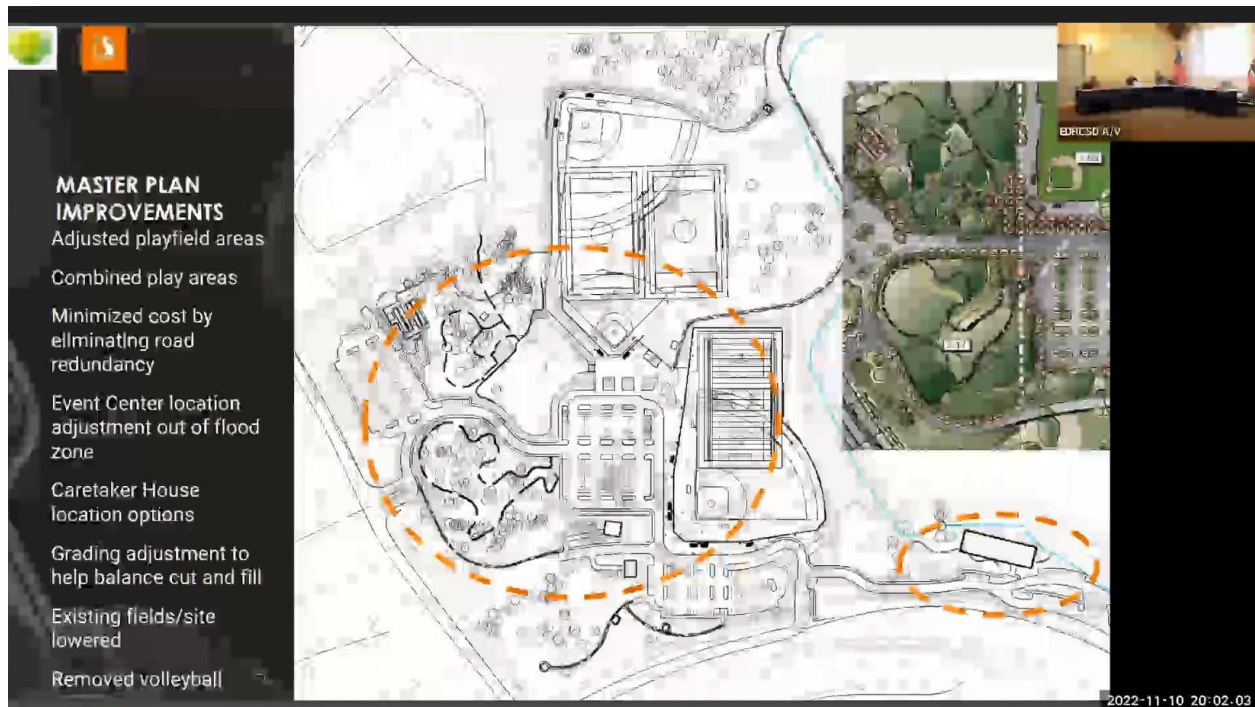 MASTER PLAN
IMPROVEMENTS
Adjusted playfield areas
Combined play areas
Minimized cost by
eliminating road
redundancy
Event Center location
adjustment out of flood
zone
Caretaker House
location options
Grading adjustment to
help balance cut and fill
Existing fields/site
lowered
Removed volleyball
EDHCSD A/V
2022-11-10 20:02:03